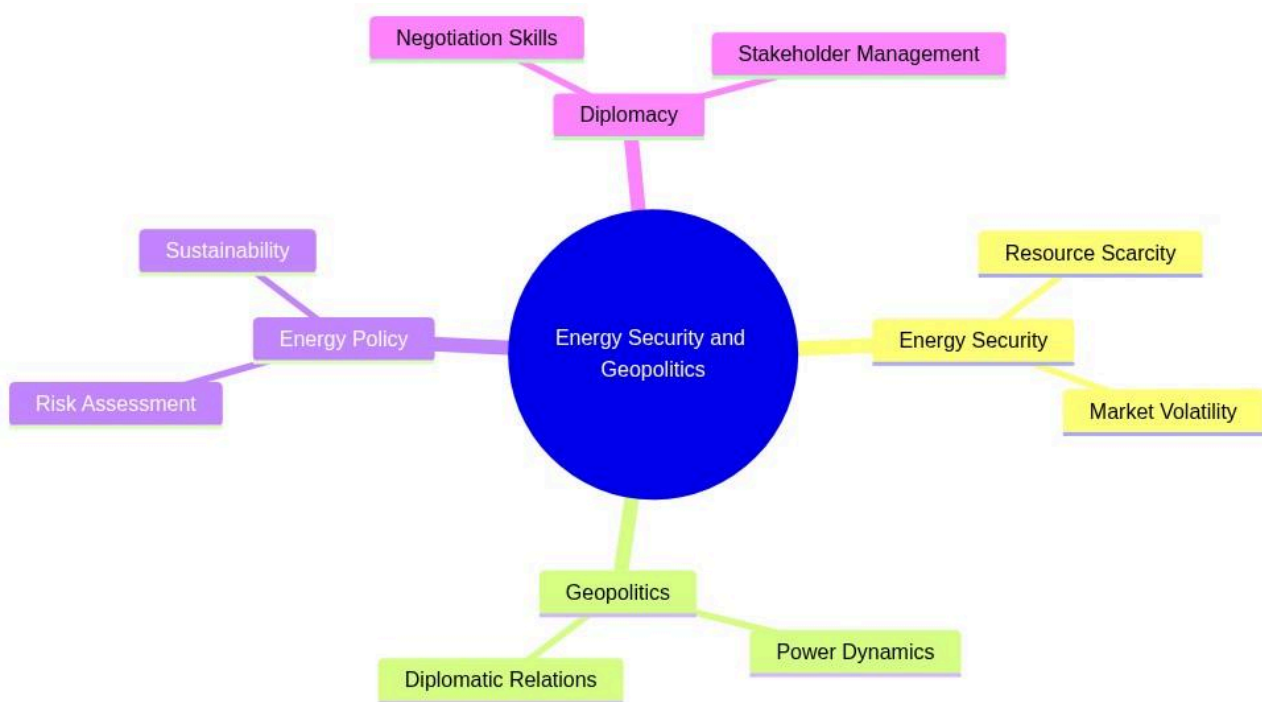 Negotiation Skills
Stakeholder Management
Diplomacy
Sustainability
Resource Scarcity
Energy Policy
Energy Security and
Geopolitics
Energy Security
Risk Assessment
Market Volatility
Geopolitics
Power Dynamics
Diplomatic Relations